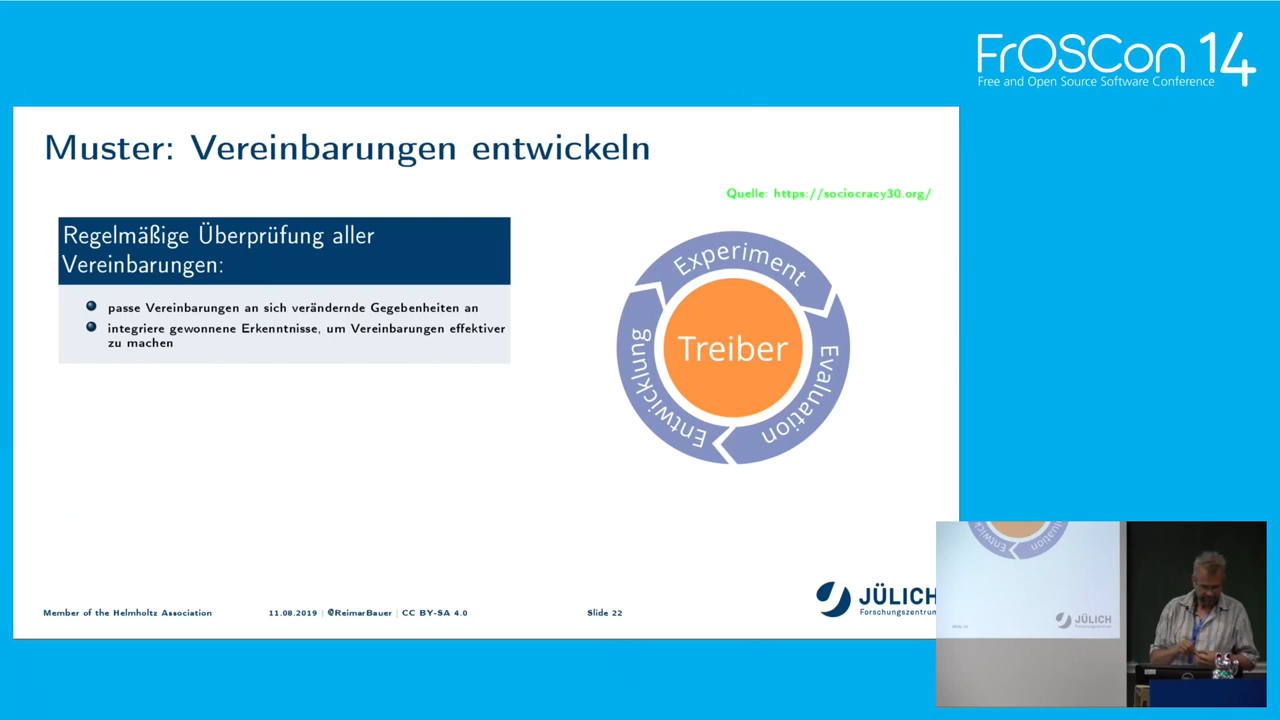 FrOSCon 14
Free and Open Source Software Conference
Muster: Vereinbarungen entwickeln
Quelle: https://sociocracy30.org/
Regelmäßige Überprüfung aller
Vereinbarungen:
passe Vereinbarungen an sich verändernde Gegebenheiten an
integriere gewonnene Erkenntnisse, um Vereinbarungen effektiver
zu machen
Experiment
Evaluation
Entwicklung
Treiber
Member of the Helmholtz Association
11.08.2019 | @ReimarBauer | CC BY-SA 4.0
Slide 22
JÜLICH
Forschungszentrum
Evaluation
JÜLICH